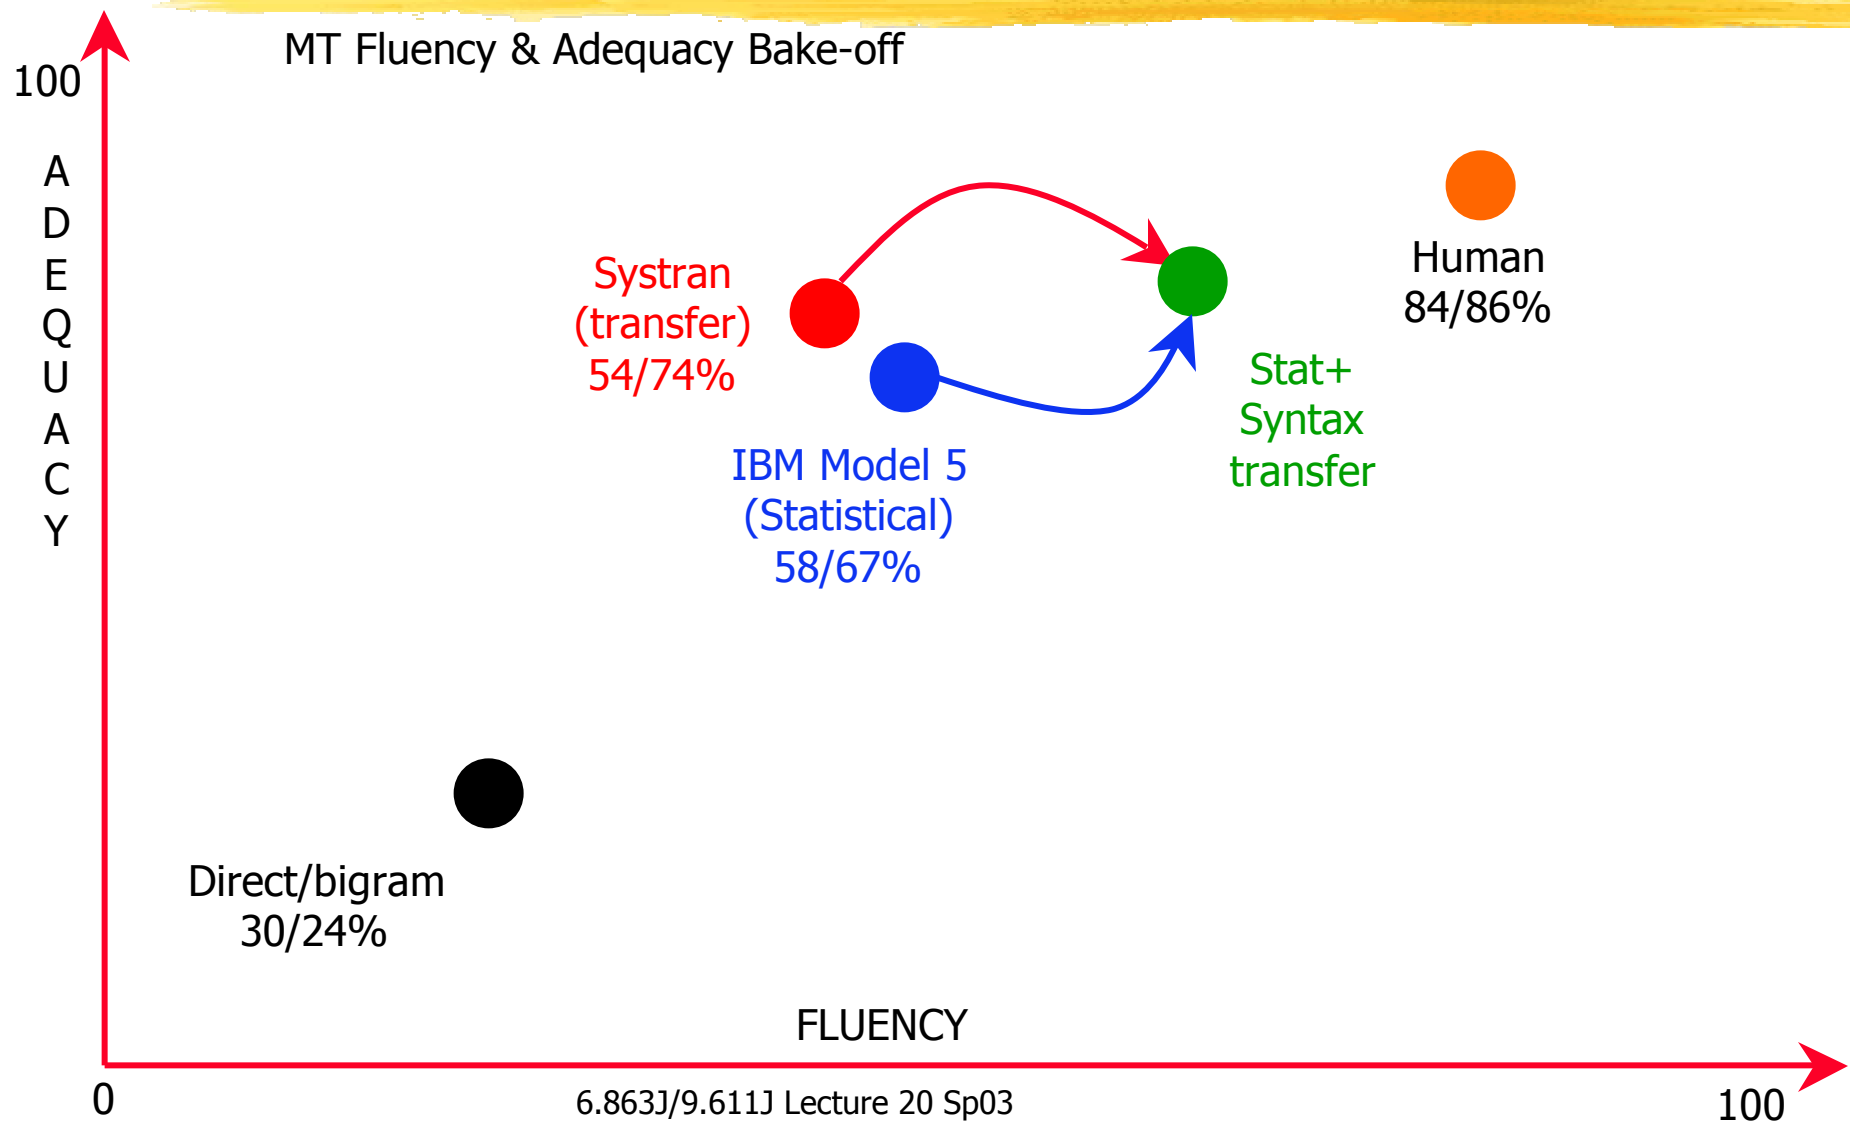 MT Fluency & Adequacy Bake-off
100
A
D
E
Q
U
A
C
Y
Systran
(transfer)
54/74%
IBM Model 5
(Statistical)
58/67%
Stat+
Syntax
transfer
Human
84/86%
Direct/bigram
30/24%
FLUENCY
0
6.863J/9.611J Lecture 20 Sp03
100